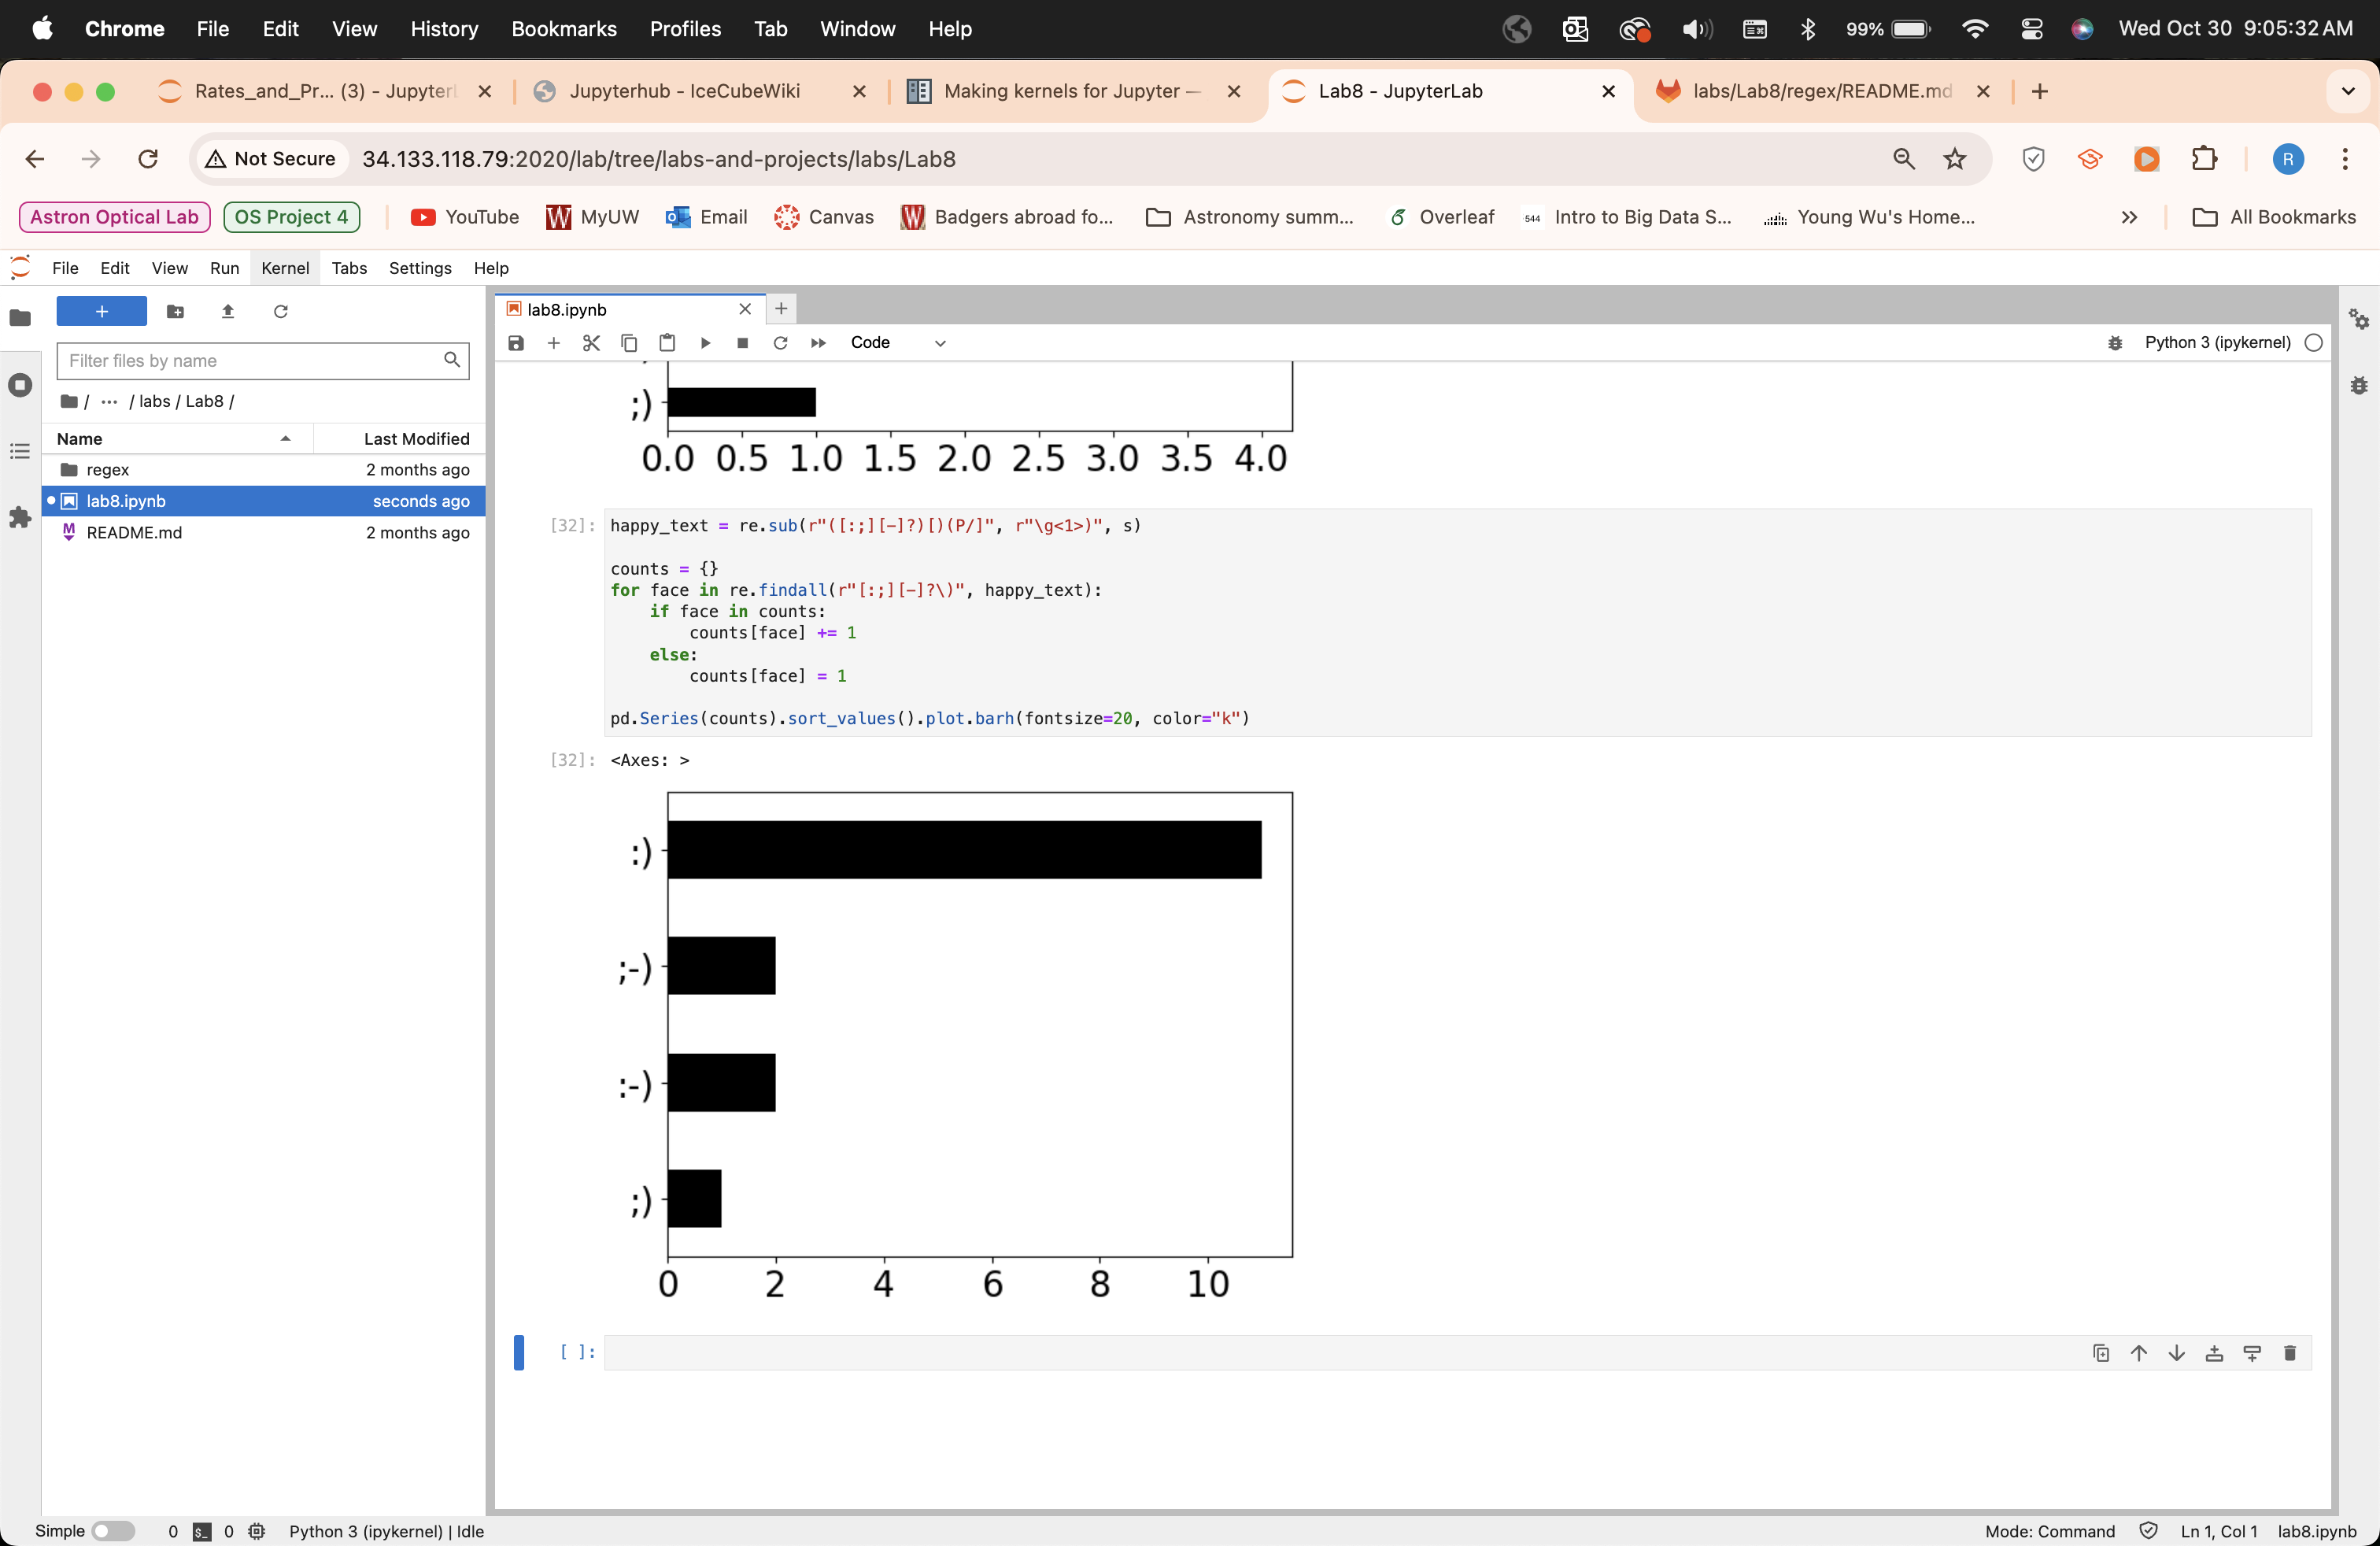 Chrome File Edit View History Bookmarks Profiles Tab Window Help 99% Wed Oct 30 9:05:32 AM
Rates_and_Pr... (3) - Jupyter Jupyterhub - IceCubeWiki Making kernels for Jupyter — Lab8 - JupyterLab labs/Lab8/regex/README.md
Not Secure 34.133.118.79:2020/lab/tree/labs-and-projects/labs/Lab8 R
Astron Optical Lab OS Project 4 YouTube MyUW Email Canvas Badgers abroad fo... Astronomy summ... Overleaf 544 Intro to Big Data S... Young Wu's Home... » All Bookmarks
File Edit View Run Kernel Tabs Settings Help
lab8.ipynb
Code Python 3 (ipykernel)
Filter files by name
/ ··· / labs / Lab8 /
Name Last Modified
regex 2 months ago
lab8.ipynb seconds ago
README.md 2 months ago
;)
0.0 0.5 1.0 1.5 2.0 2.5 3.0 3.5 4.0
[32]: happy_text = re.sub(r"([:;][-]?)[)(P/]", r"\g<1>)", s)
counts = {}
for face in re.findall(r"[:;][-]?\)", happy_text):
if face in counts:
counts[face] += 1
else:
counts[face] = 1
pd.Series(counts).sort_values().plot.barh(fontsize=20, color="k")
[32]: <Axes: >
:)
;-)
:-)
;)
0 2 4 6 8 10
[ ]:
Simple 0 $_ 0 Python 3 (ipykernel) | Idle Mode: Command Ln 1, Col 1 lab8.ipynb